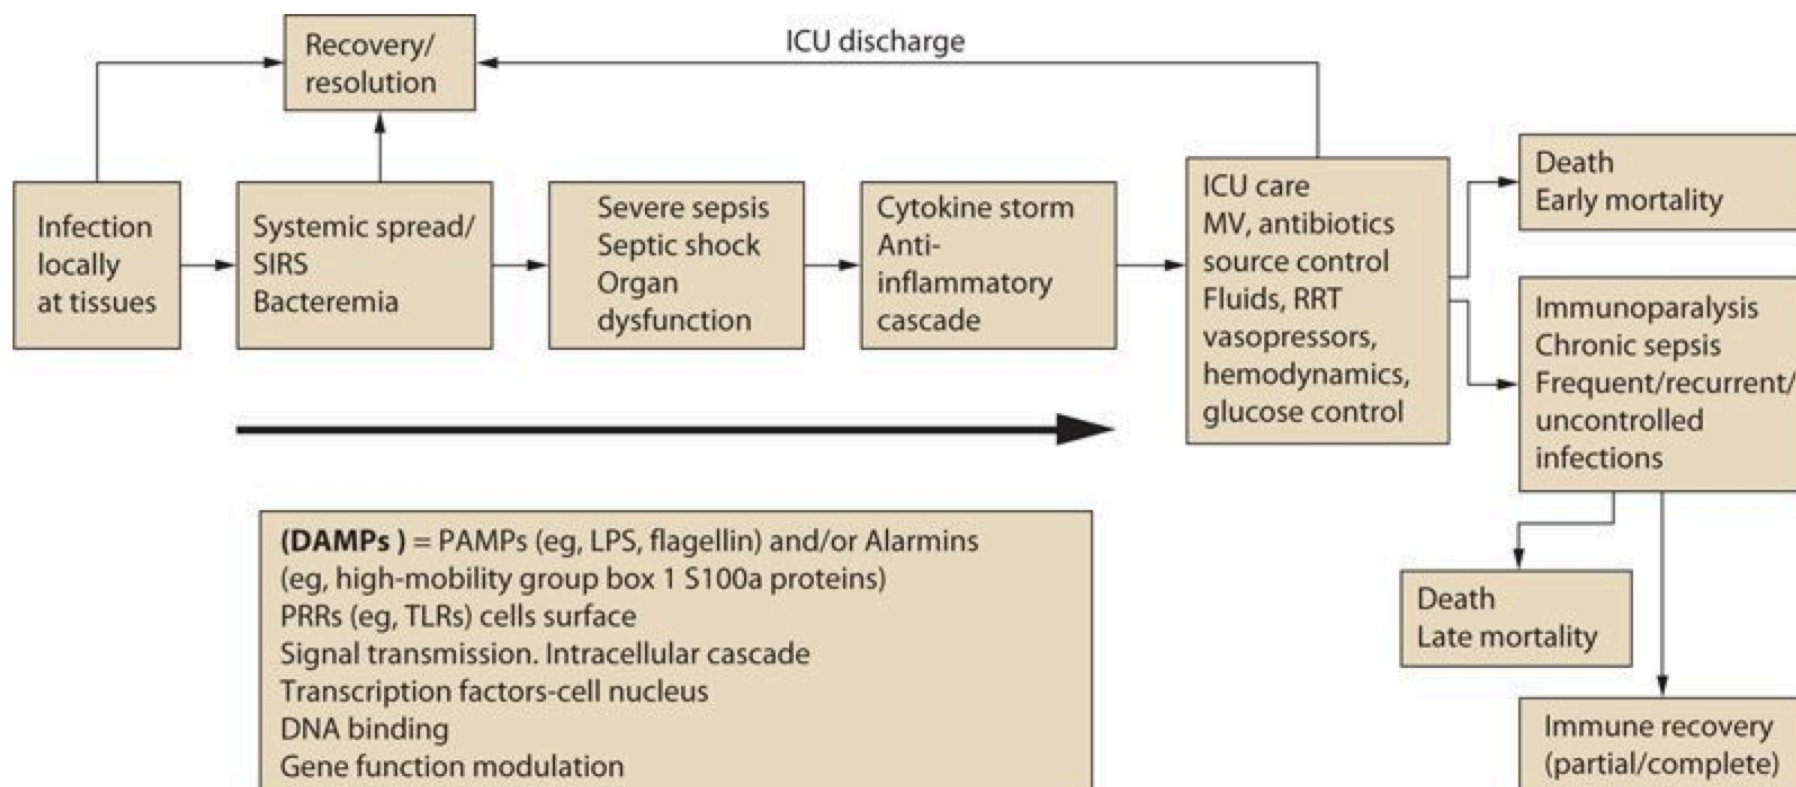 ICU discharge
Recovery/
resolution
Infection
locally
at tissues
Systemic spread/
SIRS
Bacteremia
Severe sepsis
Septic shock
Organ
dysfunction
Cytokine storm
Anti-
inflammatory
cascade
ICU care
MV, antibiotics
source control
Fluids, RRT
vasopressors,
hemodynamics,
glucose control
Death
Early mortality
Immunoparalysis
Chronic sepsis
Frequent/recurrent/
uncontrolled
infections
Death
Late mortality
Immune recovery
(partial/complete)
(DAMPs ) = PAMPs (eg, LPS, flagellin) and/or Alarmins
(eg, high-mobility group box 1 S100a proteins)
PRRs (eg, TLRs) cells surface
Signal transmission. Intracellular cascade
Transcription factors-cell nucleus
DNA binding
Gene function modulation